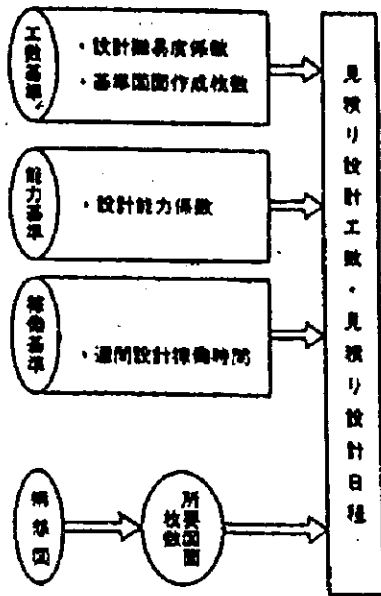 工数基準
・設計難易度係数
・基準図面作成枚数
能力基準
・設計能力係数
稼働基準
・週間設計稼働時間
構想図
所要図面
枚数
見積り設計工数・見積り設計日程